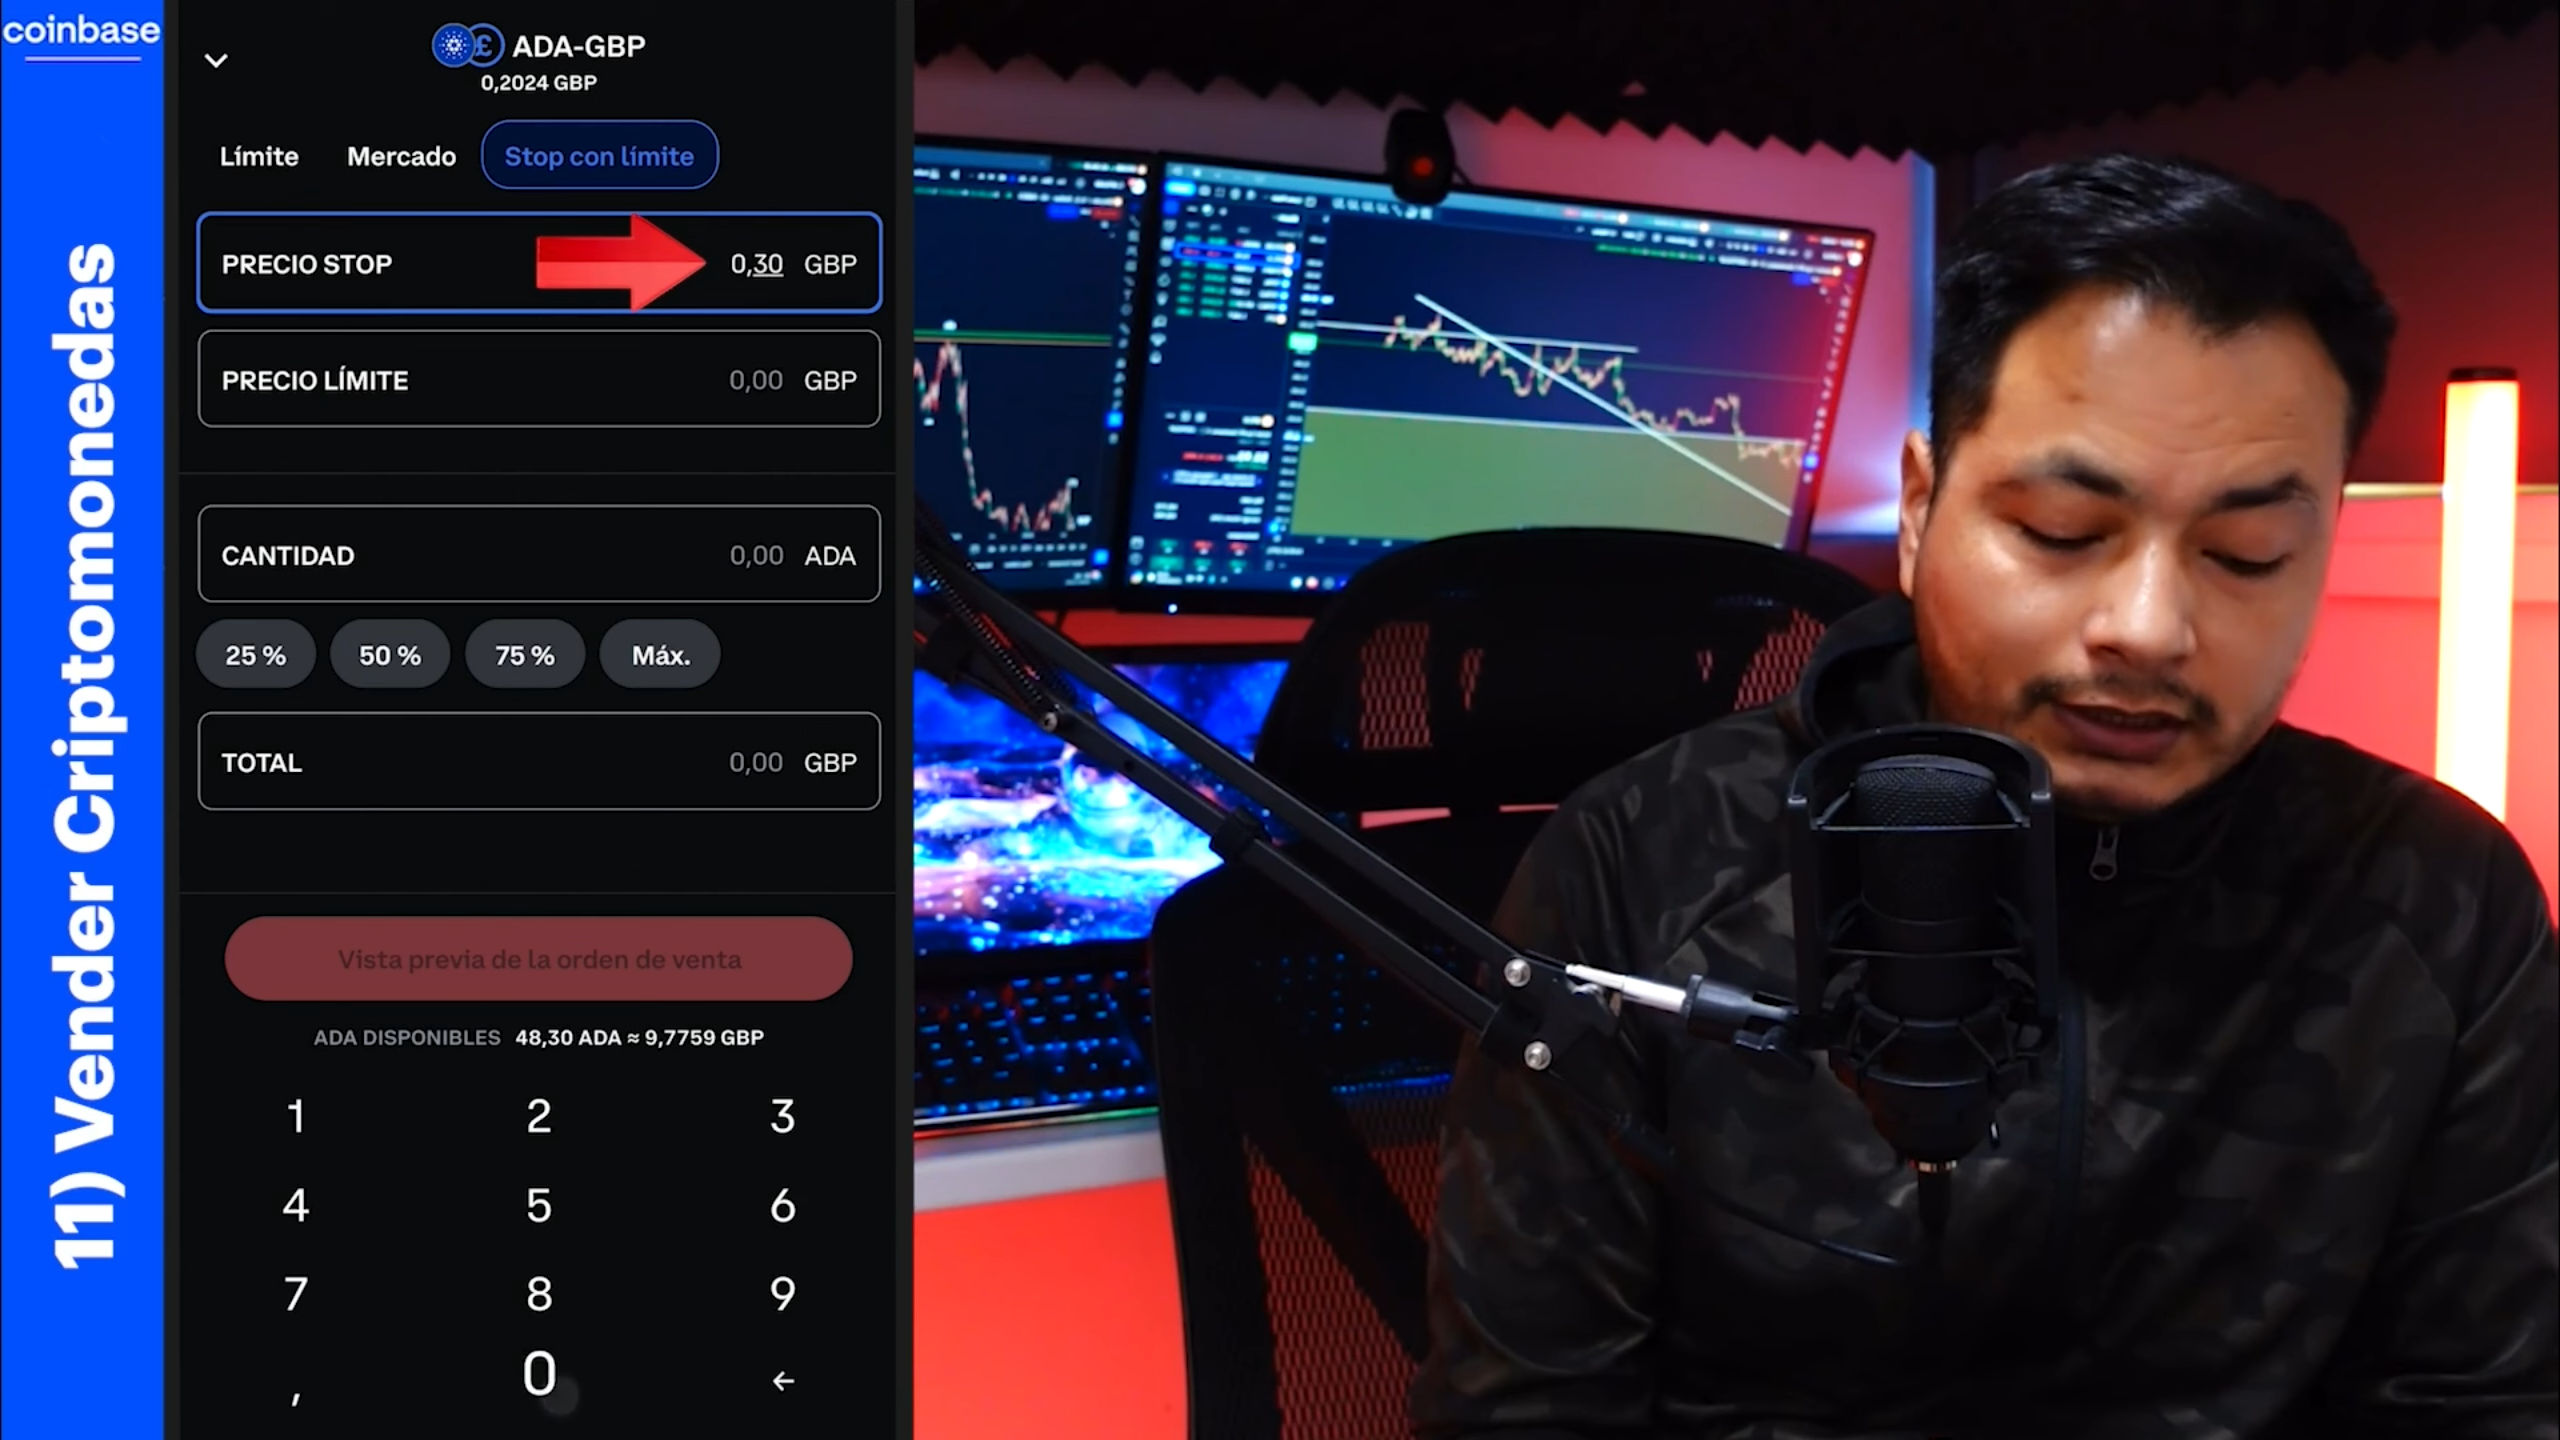 coinbase
11) Vender Criptomonedas
ADA-GBP
0,2024 GBP
Límite Mercado Stop con límite
PRECIO STOP 0,30 GBP
PRECIO LÍMITE 0,00 GBP
CANTIDAD 0,00 ADA
25 % 50 % 75 % Máx.
TOTAL 0,00 GBP
Vista previa de la orden de venta
ADA DISPONIBLES 48,30 ADA ≈ 9,7759 GBP
1 2 3
4 5 6
7 8 9
, 0 ←